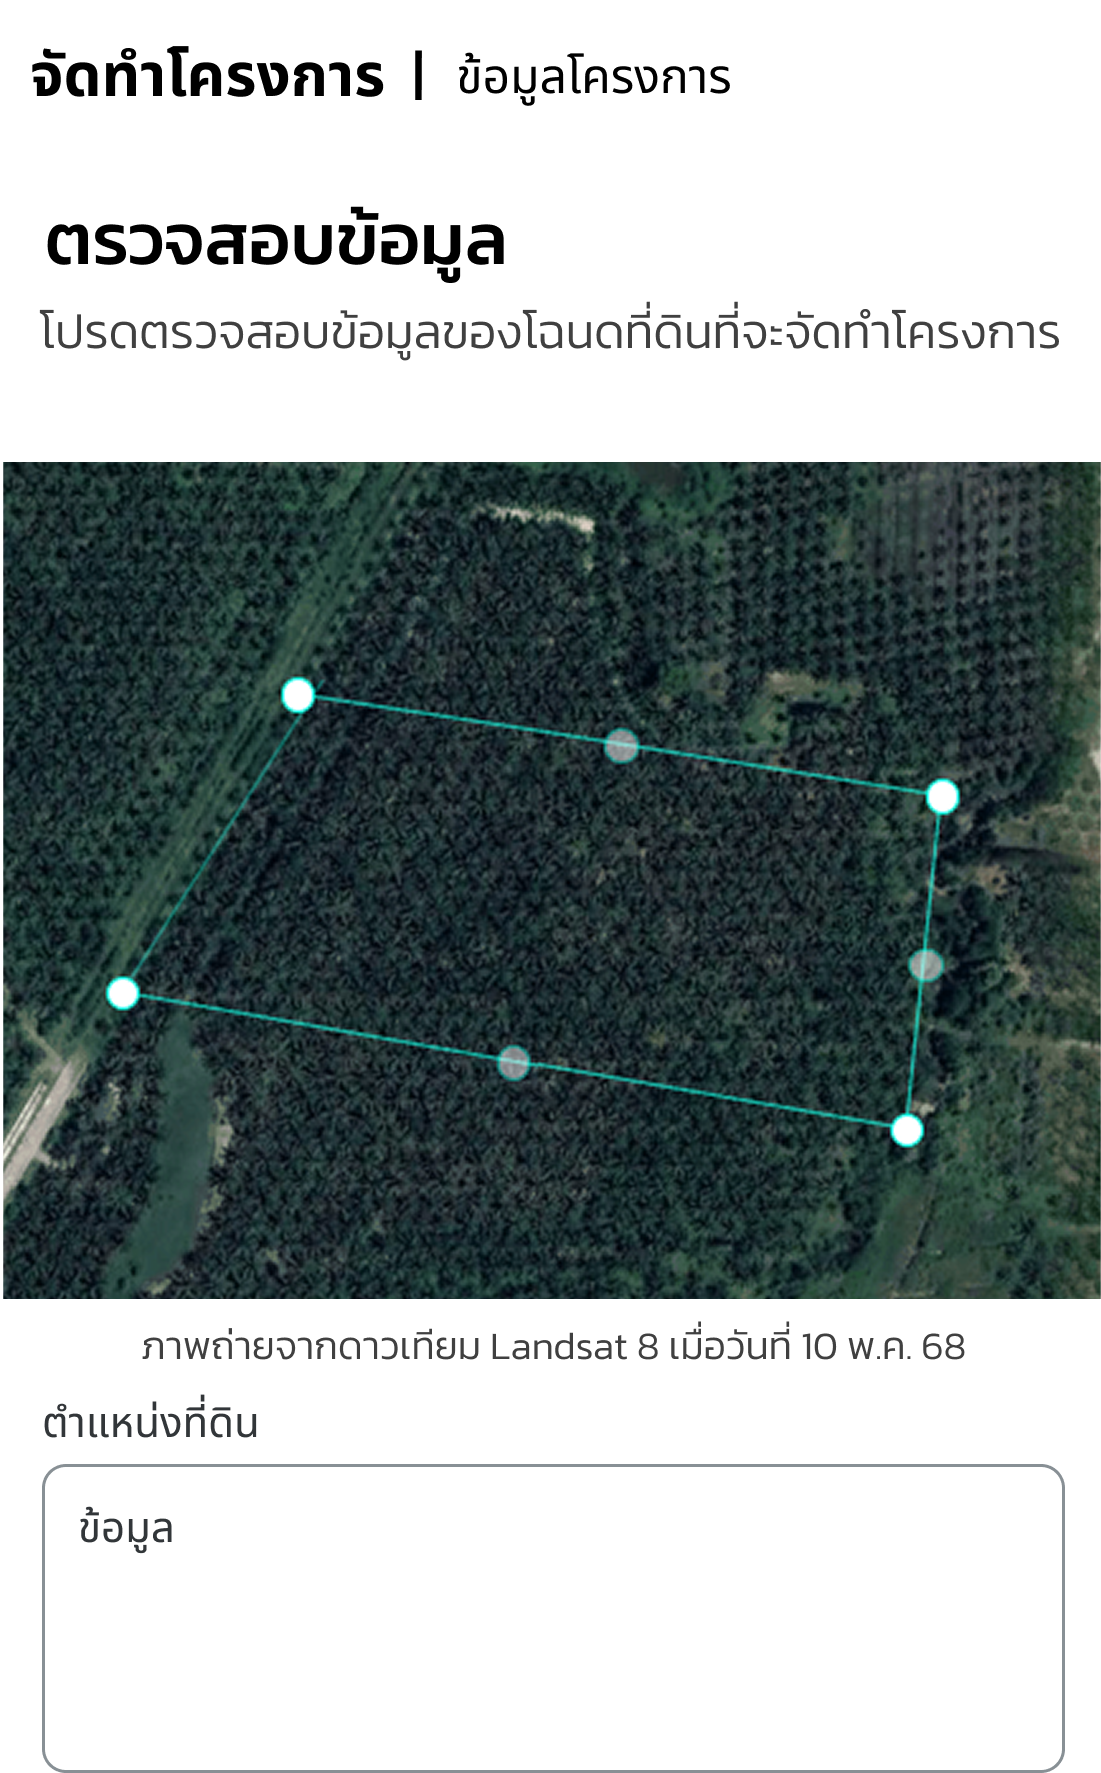 จัดทำโครงการ | ข้อมูลโครงการ
ตรวจสอบข้อมูล
โปรดตรวจสอบข้อมูลของโฉนดที่ดินที่จะจัดทำโครงการ
ภาพถ่ายจากดาวเทียม Landsat 8 เมื่อวันที่ 10 พ.ค. 68
ตำแหน่งที่ดิน
ข้อมูล